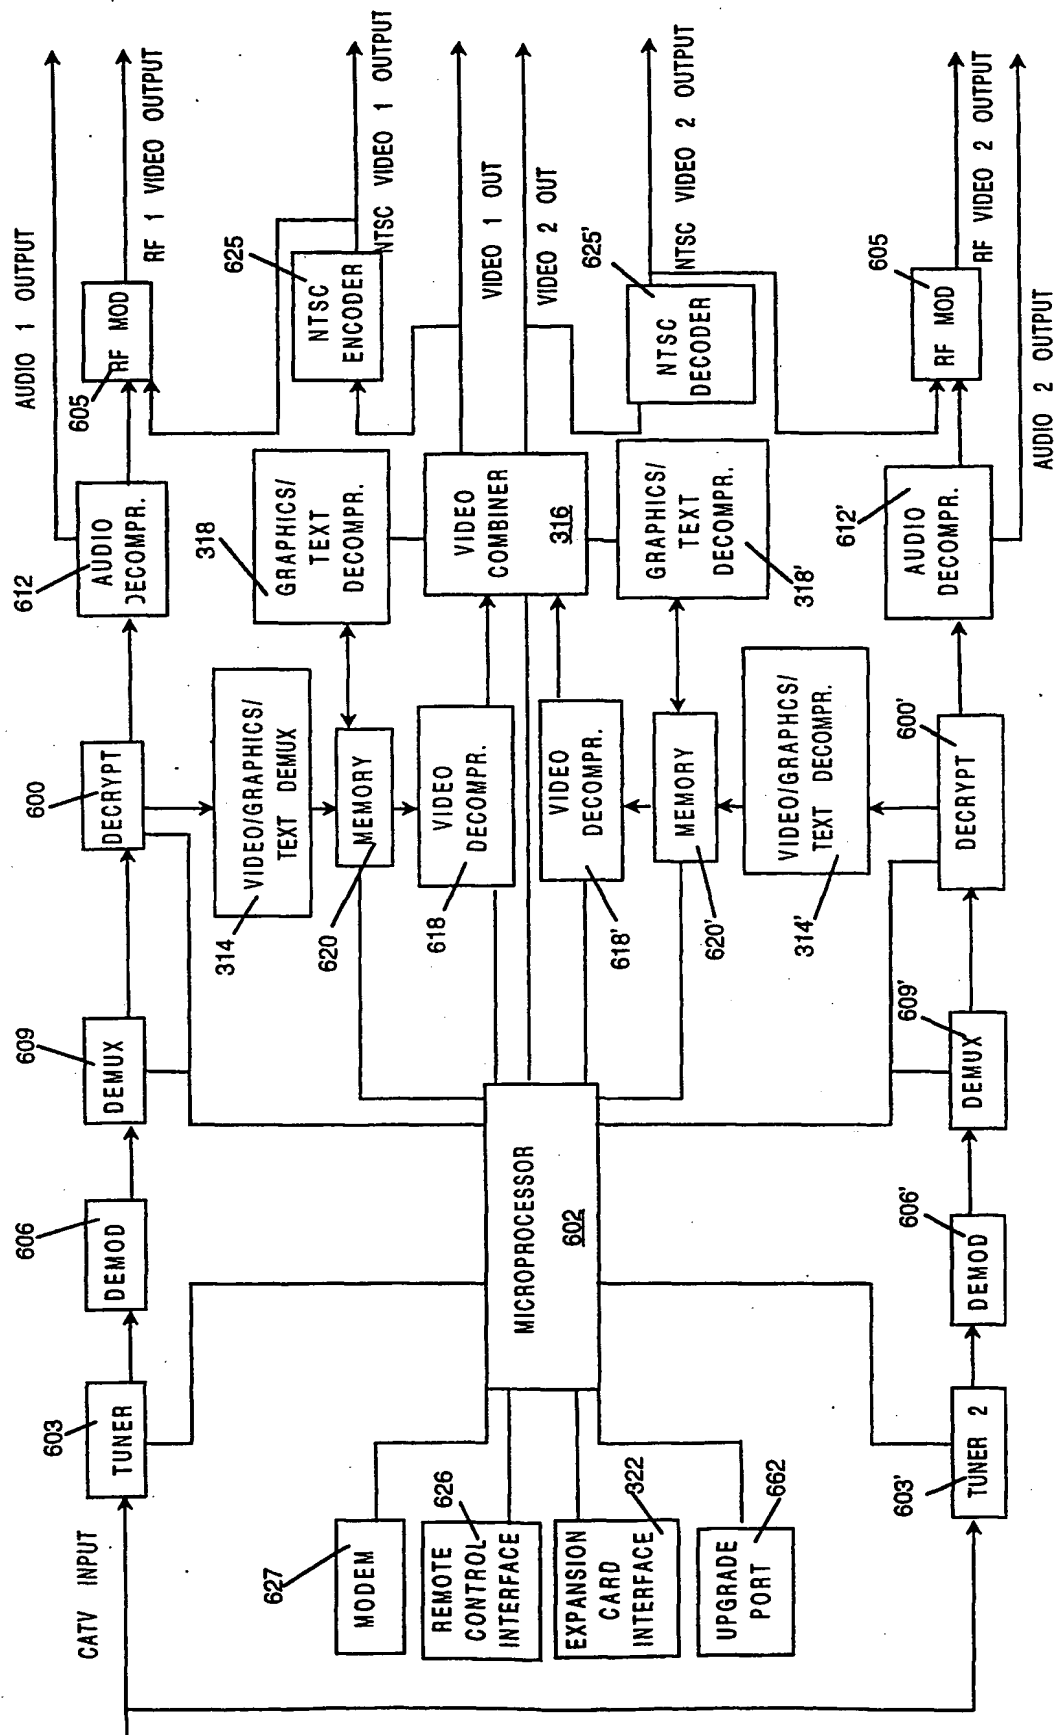 CATV INPUT
603
TUNER
606
DEMOD
609
DEMUX
600
DECRYPT
612
AUDIO
DECOMPR.
605
RF MOD
AUDIO 1 OUTPUT
RF 1 VIDEO OUTPUT
314
VIDEO/GRAPHICS/
TEXT DEMUX
318
GRAPHICS/
TEXT
DECOMPR.
625
NTSC
ENCODER
NTSC VIDEO 1 OUTPUT
620
MEMORY
618
VIDEO
DECOMPR.
VIDEO
COMBINER
316
VIDEO 1 OUT
VIDEO 2 OUT
627
MODEM
626
REMOTE
CONTROL
INTERFACE
322
EXPANSION
CARD
INTERFACE
662
UPGRADE
PORT
MICROPROCESSOR
602
618'
VIDEO
DECOMPR.
620'
MEMORY
318'
GRAPHICS/
TEXT
DECOMPR.
625'
NTSC
DECODER
NTSC VIDEO 2 OUTPUT
314'
VIDEO/GRAPHCS/
TEXT DECOMPR.
603'
TUNER 2
606'
DEMOD
609'
DEMUX
600'
DECRYPT
612'
AUDIO
DECOMPR.
605
RF MOD
RF VIDEO 2 OUTPUT
AUDIO 2 OUTPUT